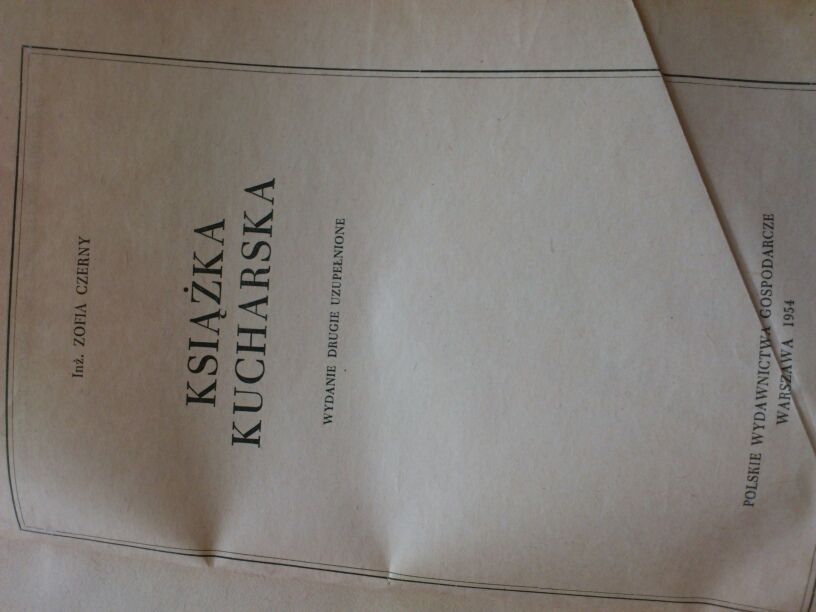 Inż. ZOFIA CZERNY
KSIĄŻKA
KUCHARSKA
WYDANIE DRUGIE UZUPEŁNIONE
POLSKIE WYDAWNICTWA GOSPODARCZE
WARSZAWA 1954